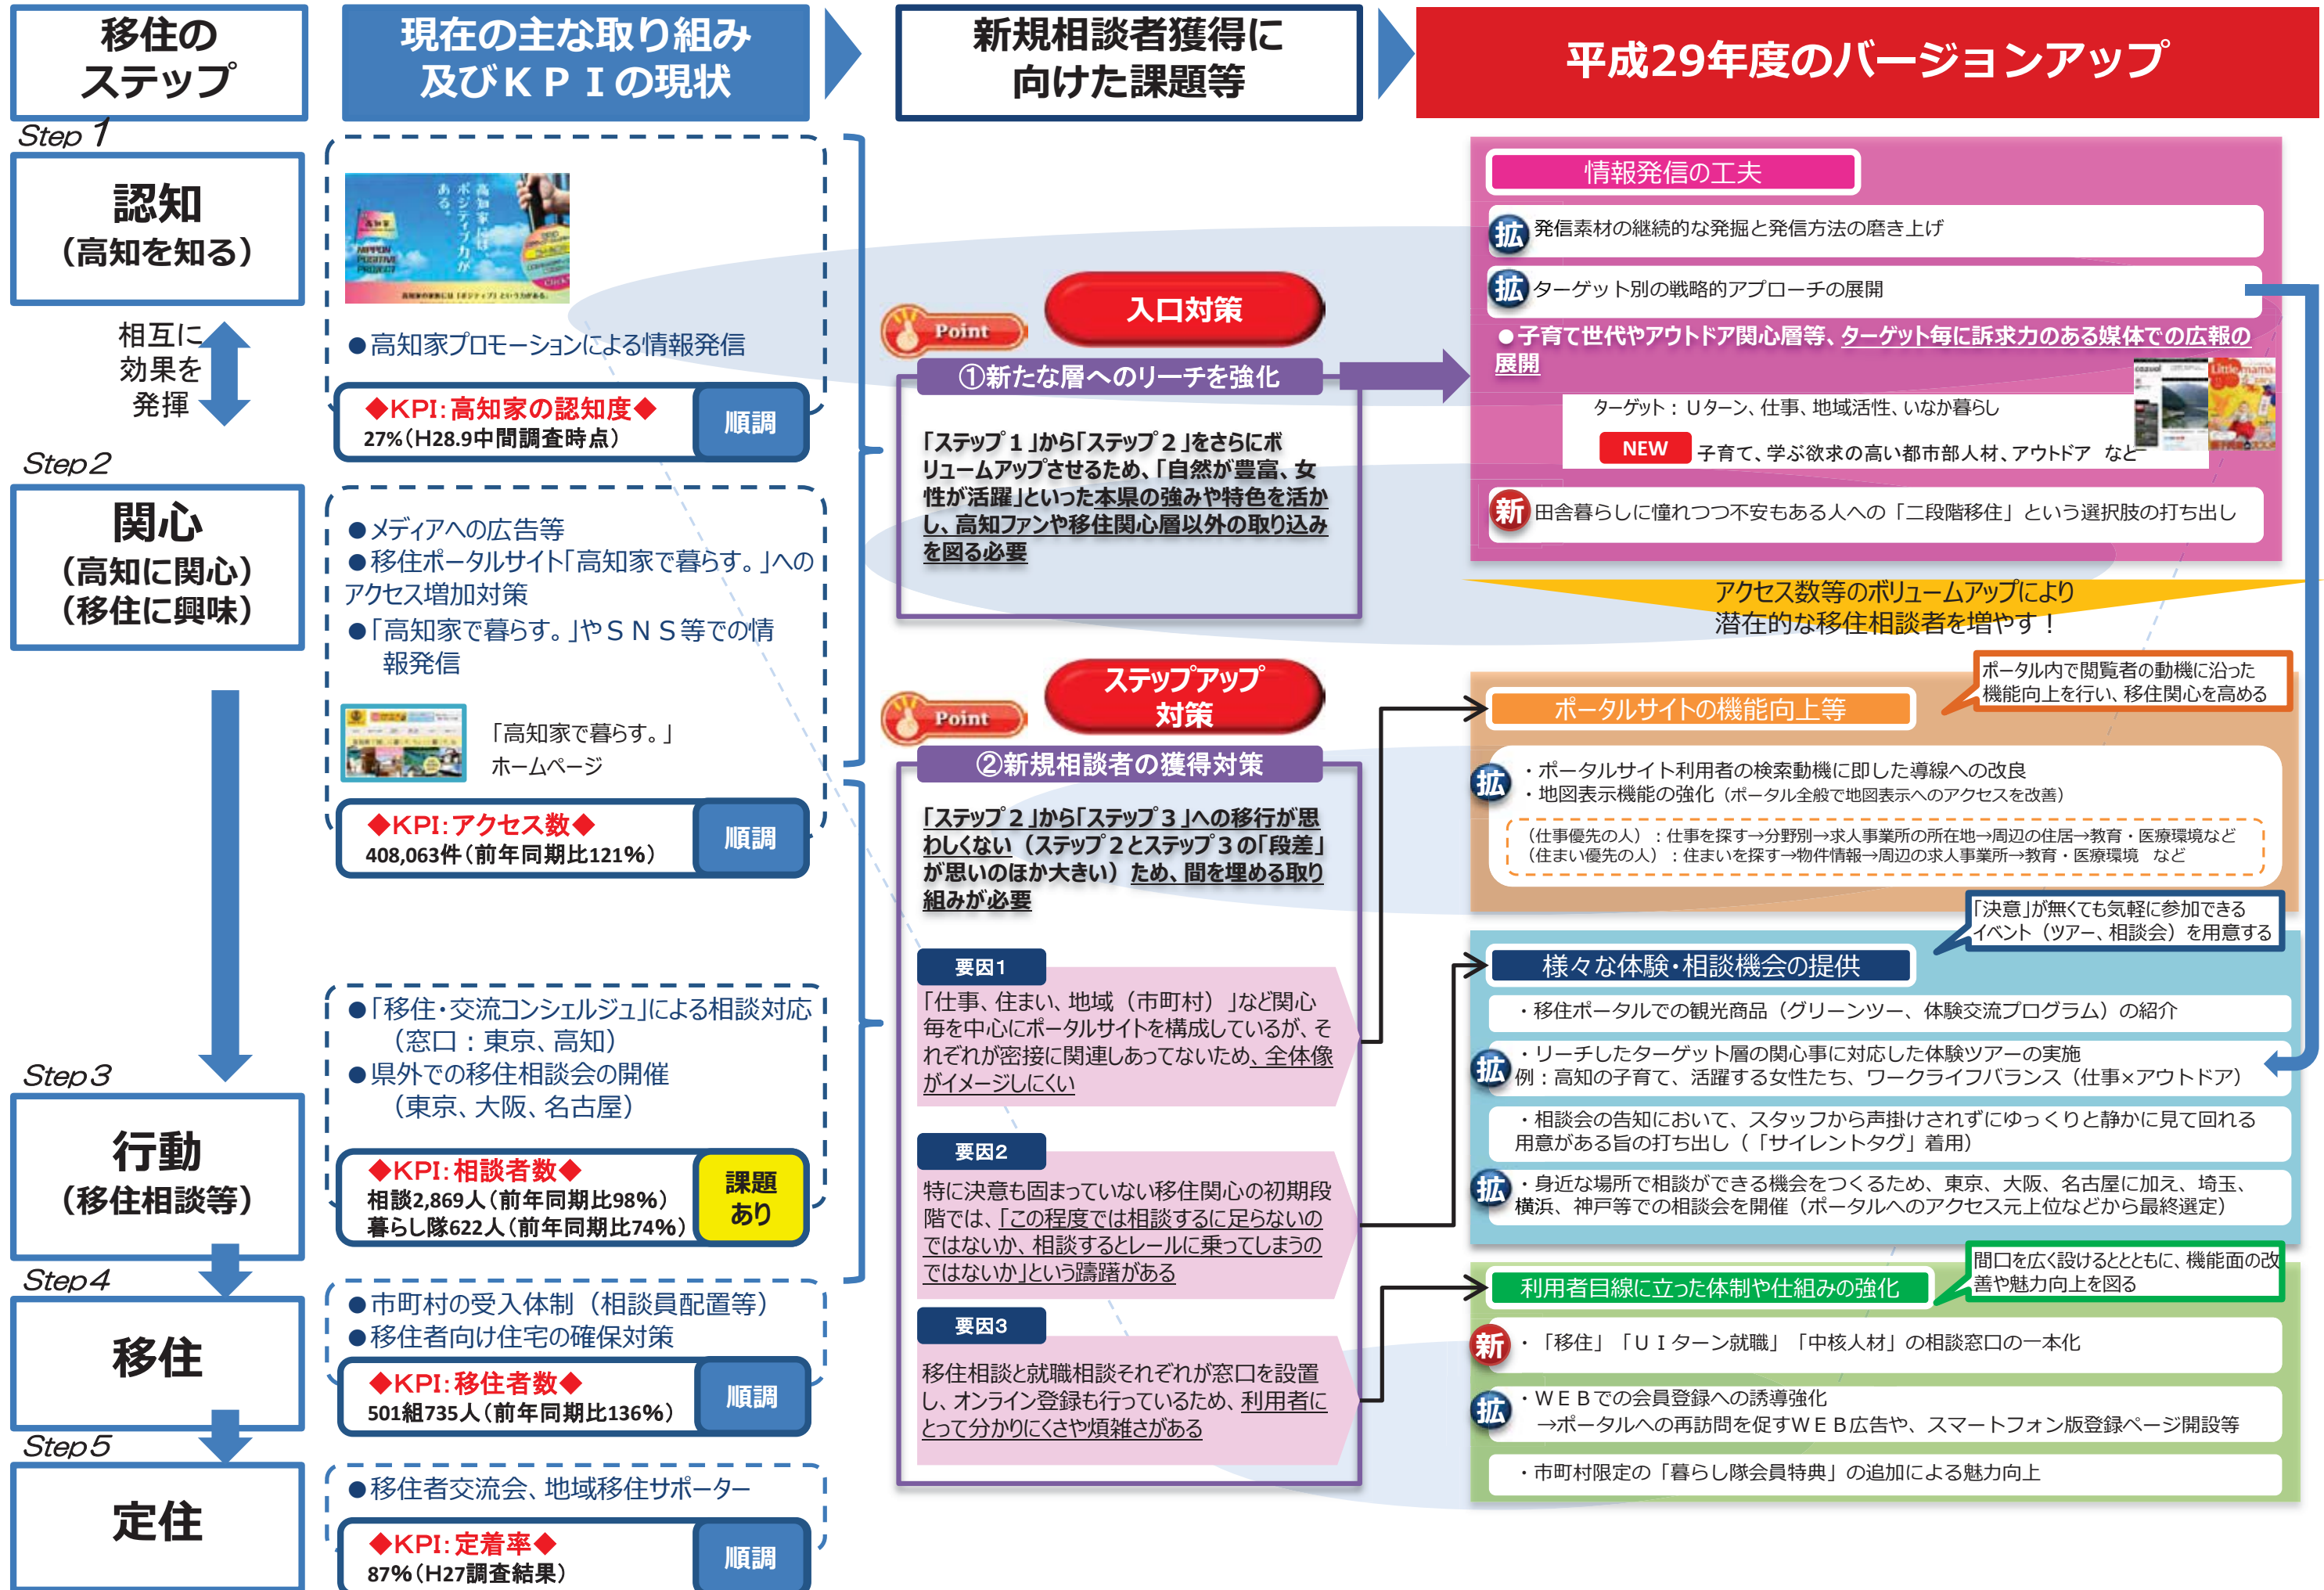 移住の
ステップ
現在の主な取り組み
及びＫＰＩの現状
新規相談者獲得に
向けた課題等
平成29年度のバージョンアップ
Step 1
認知
（高知を知る）
相互に
効果を
発揮
Step2
関心
（高知に関心）
（移住に興味）
Step3
行動
（移住相談等）
Step4
移住
Step5
定住
高知家には、
ポジティブ力が
ある。
高知家
NIPPON
POSITIVE
PROJECT
高知家の家族には「ポジティブ」という力がある。
●高知家プロモーションによる情報発信
◆KPI：高知家の認知度◆
27%（H28.9中間調査時点）
順調
●メディアへの広告等
●移住ポータルサイト「高知家で暮らす。」への
アクセス増加対策
●「高知家で暮らす。」やＳＮＳ等での情
報発信
「高知家で暮らす。」
ホームページ
◆KPI：アクセス数◆
408,063件（前年同期比121%）
順調
●「移住・交流コンシェルジュ」による相談対応
（窓口：東京、高知）
●県外での移住相談会の開催
（東京、大阪、名古屋）
◆KPI：相談者数◆
相談2,869人（前年同期比98%）
暮らし隊622人（前年同期比74%）
課題
あり
●市町村の受入体制（相談員配置等）
●移住者向け住宅の確保対策
◆KPI：移住者数◆
501組735人（前年同期比136%）
順調
●移住者交流会、地域移住サポーター
◆KPI：定着率◆
87%（H27調査結果）
順調
Point
入口対策
①新たな層へのリーチを強化
「ステップ１」から「ステップ２」をさらにボ
リュームアップさせるため、「自然が豊富、女
性が活躍」といった本県の強みや特色を活か
し、高知ファンや移住関心層以外の取り込み
を図る必要
Point
ステップアップ
対策
②新規相談者の獲得対策
「ステップ２」から「ステップ３」への移行が思
わしくない（ステップ２とステップ３の「段差」
が思いのほか大きい）ため、間を埋める取り
組みが必要
要因1
「仕事、住まい、地域（市町村）」など関心
毎を中心にポータルサイトを構成しているが、そ
れぞれが密接に関連しあってないため、全体像
がイメージしにくい
要因2
特に決意も固まっていない移住関心の初期段
階では、「この程度では相談するに足らないの
ではないか、相談するとレールに乗ってしまうの
ではないか」という躊躇がある
要因3
移住相談と就職相談それぞれが窓口を設置
し、オンライン登録も行っているため、利用者に
とって分かりにくさや煩雑さがある
情報発信の工夫
拡 発信素材の継続的な発掘と発信方法の磨き上げ
拡 ターゲット別の戦略的アプローチの展開
●子育て世代やアウトドア関心層等、ターゲット毎に訴求力のある媒体での広報の
展開
casual
Little mama
ターゲット：Uターン、仕事、地域活性、いなか暮らし
NEW 子育て、学ぶ欲求の高い都市部人材、アウトドア など
新 田舎暮らしに憧れつつ不安もある人への「二段階移住」という選択肢の打ち出し
アクセス数等のボリュームアップにより
潜在的な移住相談者を増やす！
ポータル内で閲覧者の動機に沿った
機能向上を行い、移住関心を高める
ポータルサイトの機能向上等
拡 ・ポータルサイト利用者の検索動機に即した導線への改良
・地図表示機能の強化（ポータル全般で地図表示へのアクセスを改善）
（仕事優先の人）：仕事を探す→分野別→求人事業所の所在地→周辺の住居→教育・医療環境など
（住まい優先の人）：住まいを探す→物件情報→周辺の求人事業所→教育・医療環境 など
「決意」が無くても気軽に参加できる
イベント（ツアー、相談会）を用意する
様々な体験・相談機会の提供
・移住ポータルでの観光商品（グリーンツー、体験交流プログラム）の紹介
拡 ・リーチしたターゲット層の関心事に対応した体験ツアーの実施
例：高知の子育て、活躍する女性たち、ワークライフバランス（仕事×アウトドア）
・相談会の告知において、スタッフから声掛けされずにゆっくりと静かに見て回れる
用意がある旨の打ち出し（「サイレントタグ」着用）
拡 ・身近な場所で相談ができる機会をつくるため、東京、大阪、名古屋に加え、埼玉、
横浜、神戸等での相談会を開催（ポータルへのアクセス元上位などから最終選定）
間口を広く設けるとともに、機能面の改
善や魅力向上を図る
利用者目線に立った体制や仕組みの強化
新 ・「移住」「ＵＩターン就職」「中核人材」の相談窓口の一本化
拡 ・ＷＥＢでの会員登録への誘導強化
→ポータルへの再訪問を促すＷＥＢ広告や、スマートフォン版登録ページ開設等
・市町村限定の「暮らし隊会員特典」の追加による魅力向上